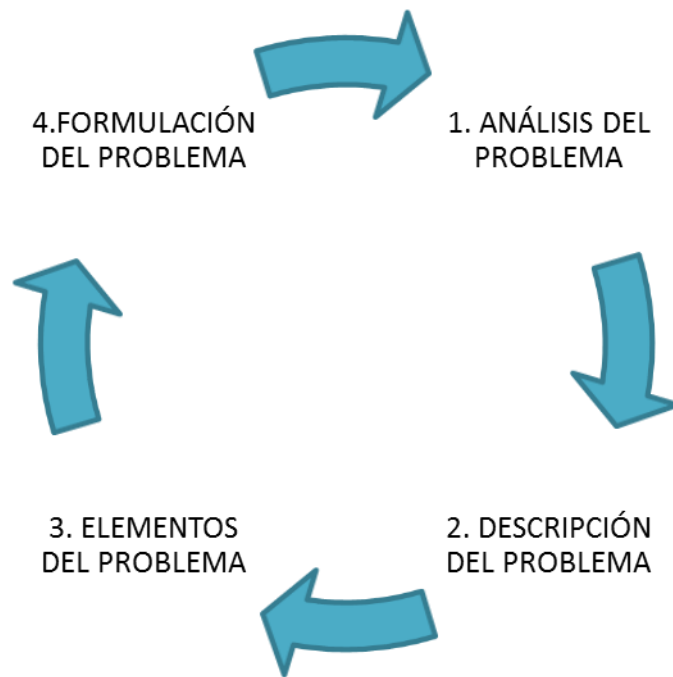 4.FORMULACIÓN
DEL PROBLEMA
1. ANÁLISIS DEL
PROBLEMA
3. ELEMENTOS
DEL PROBLEMA
2. DESCRIPCIÓN
DEL PROBLEMA